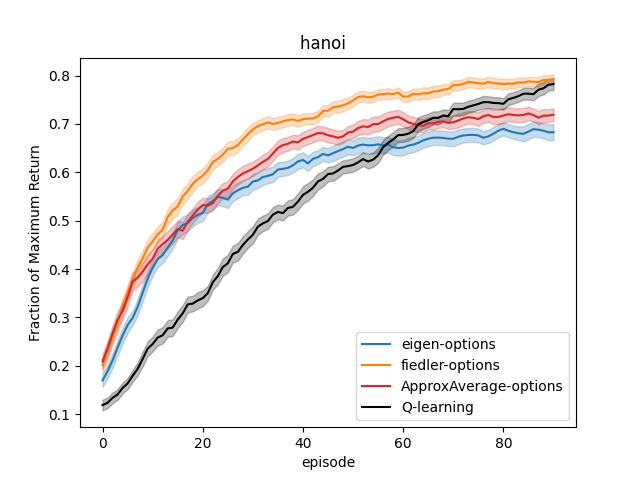 hanoi
Fraction of Maximum Return
0.8
0.7
0.6
0.5
0.4
0.3
0.2
0.1
eigen-options
fiedler-options
ApproxAverage-options
Q-learning
0 20 40 60 80
episode